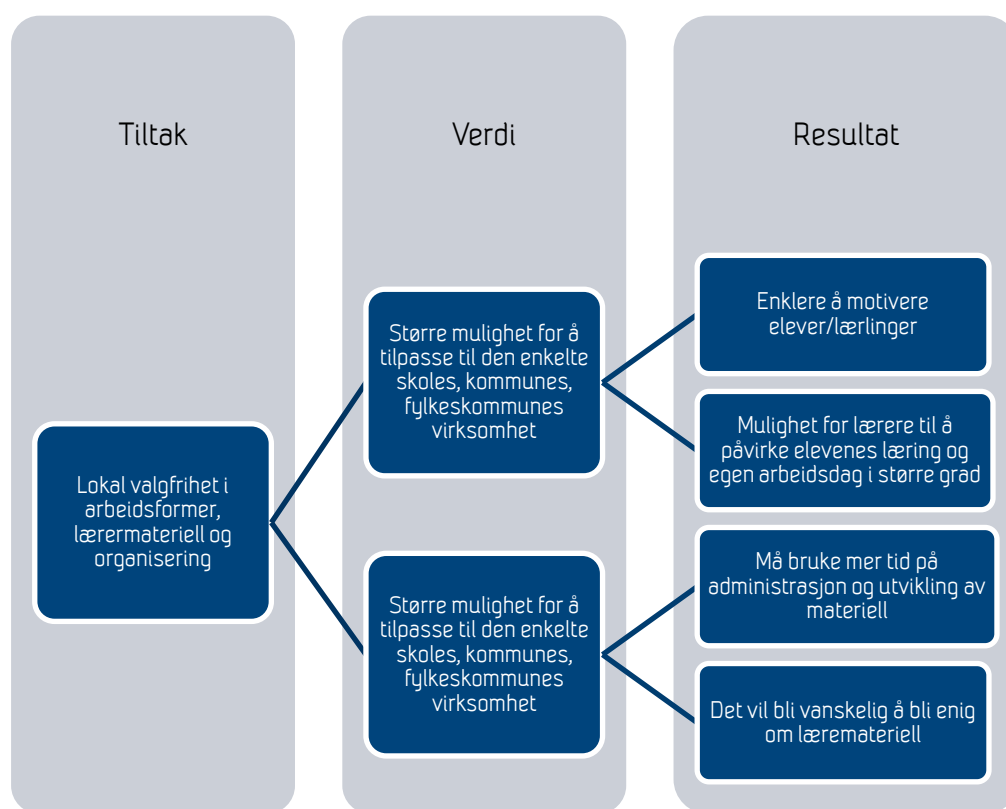 Tiltak
Verdi
Resultat
Lokal valgfrihet i
arbeidsformer,
lærermateriell og
organisering
Større mulighet for å
tilpasse til den enkelte
skoles, kommunes,
fylkeskommunes
virksomhet
Større mulighet for å
tilpasse til den enkelte
skoles, kommunes,
fylkeskommunes
virksomhet
Enklere å motivere
elever/lærlinger
Mulighet for lærere til å
påvirke elevenes læring og
egen arbeidsdag i større grad
Må bruke mer tid på
administrasjon og utvikling av
materiell
Det vil bli vanskelig å bli enig
om læremateriell